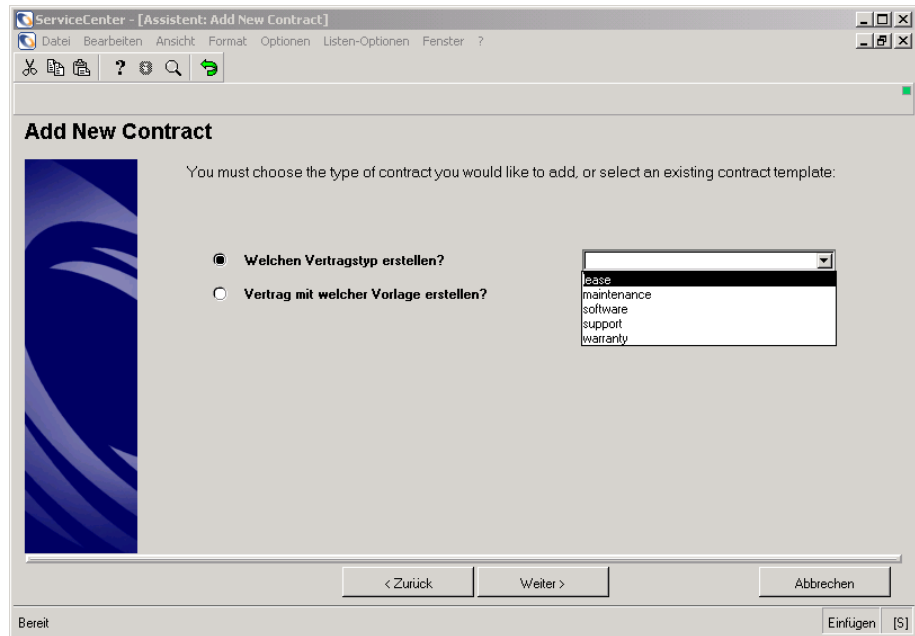 ServiceCenter - [Assistent: Add New Contract]
Datei Bearbeiten Ansicht Format Optionen Listen-Optionen Fenster ?
Add New Contract
You must choose the type of contract you would like to add, or select an existing contract template:
Welchen Vertragstyp erstellen?
lease
Vertrag mit welcher Vorlage erstellen?
maintenance
software
support
warranty
< Zurück
Weiter >
Abbrechen
Bereit
Einfügen
[S]